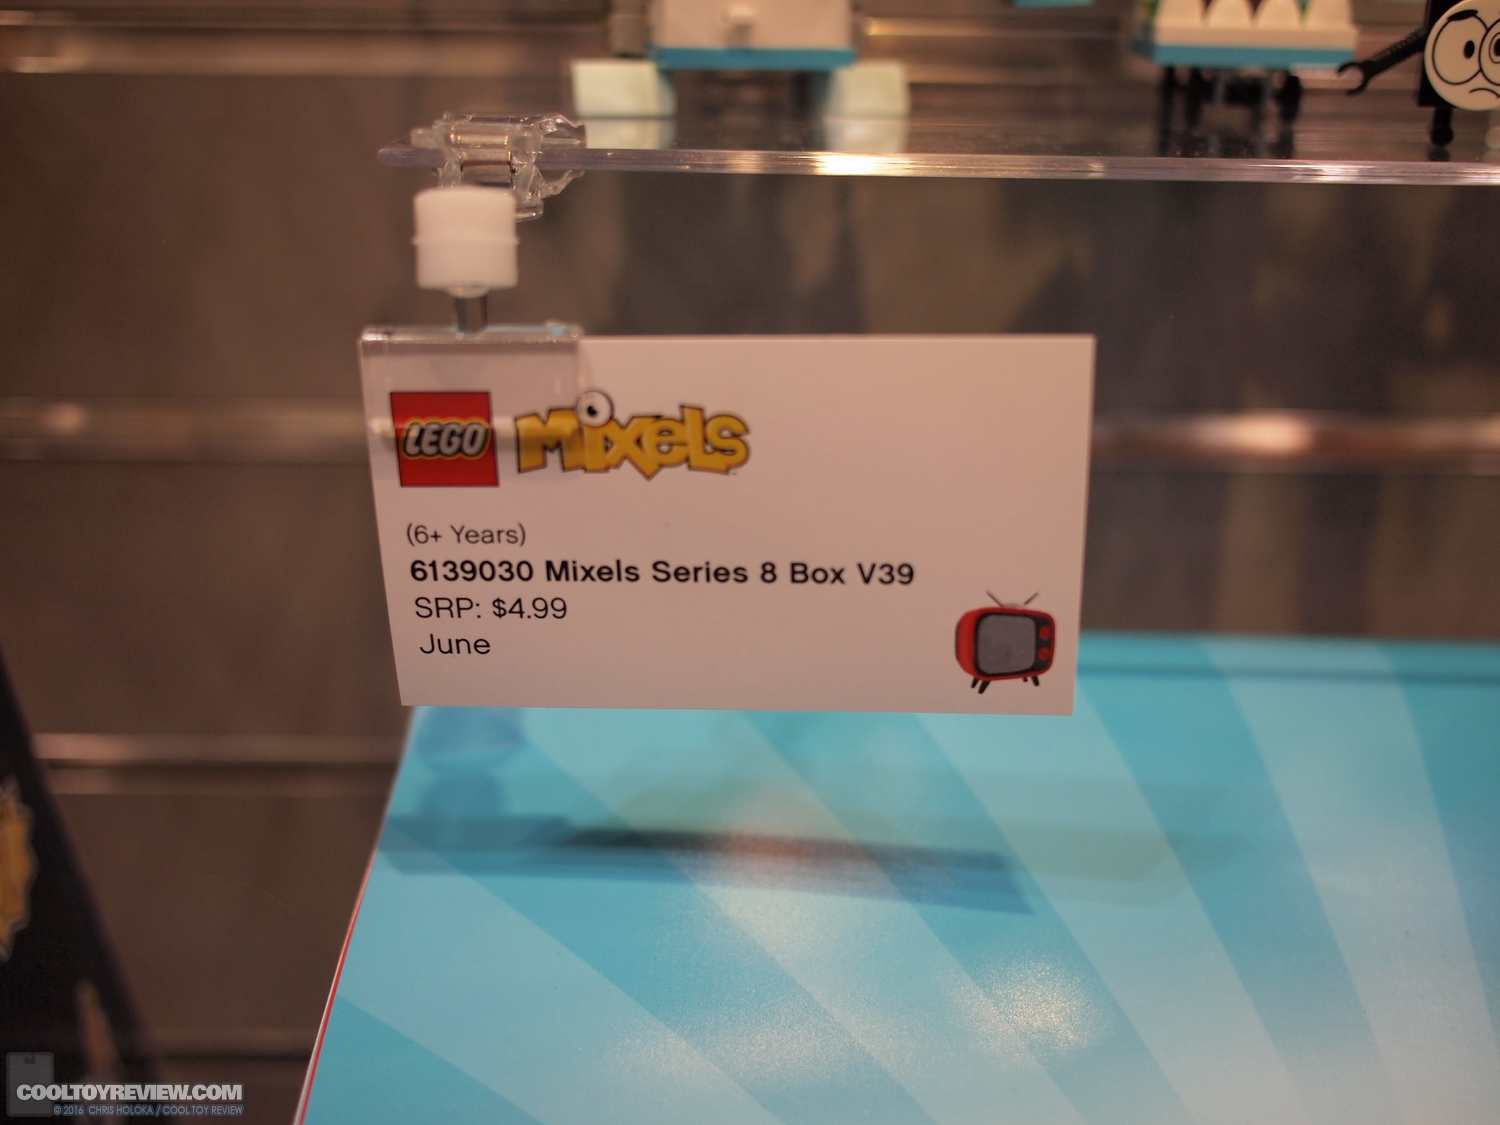 LEGO Mixels
(6+ Years)
6139030 Mixels Series 8 Box V39
SRP: $4.99
June
COOLTOYREVIEW.COM
© 2016 CHRIS HOLOKA / COOL TOY REVIEW